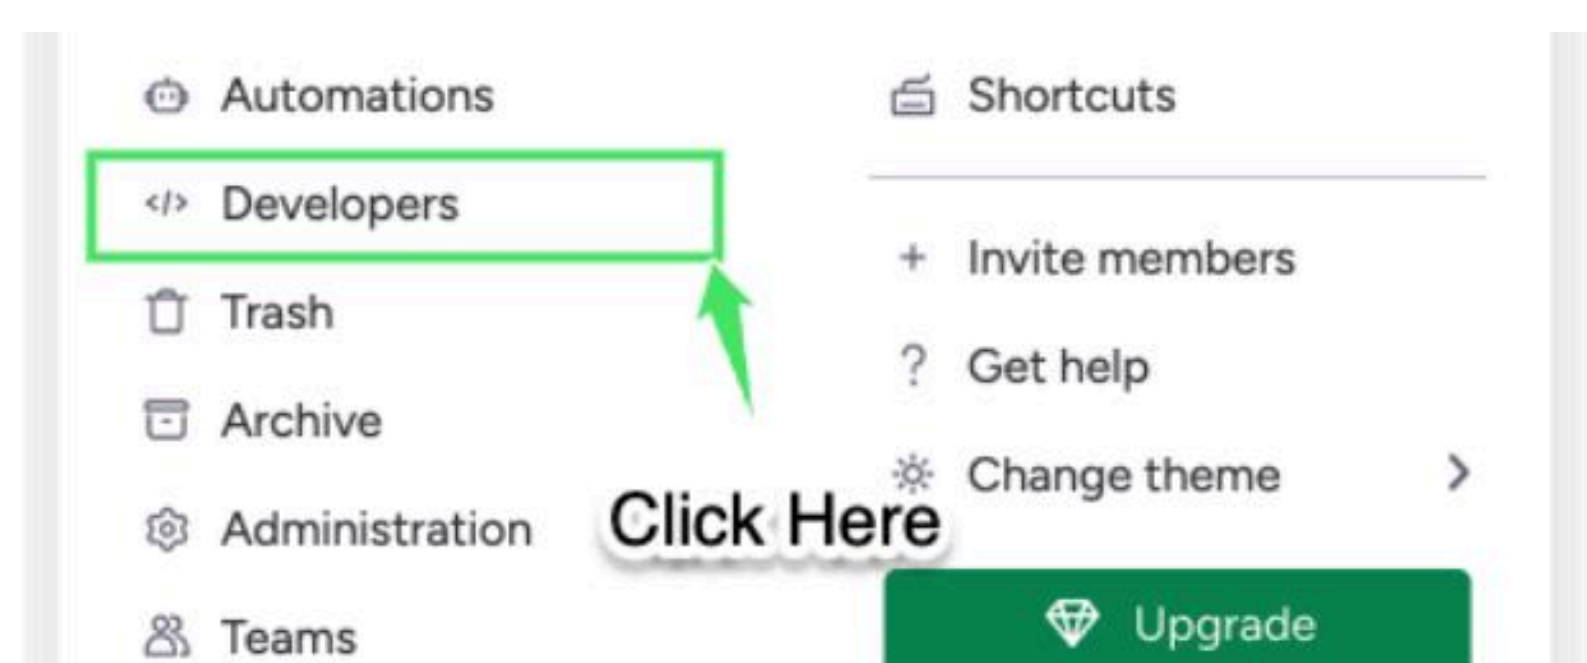 Automations
Developers
Trash
Archive
Administration
Teams
Shortcuts
Invite members
Get help
Change theme
Click Here
Upgrade